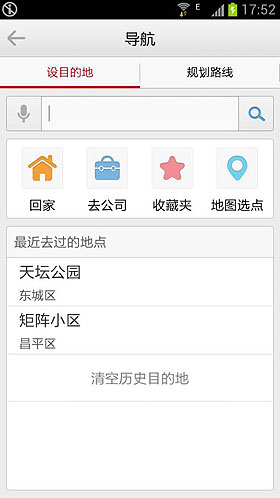 E 17:52
导航
设目的地 规划路线
回家 去公司 收藏夹 地图选点
最近去过的地点
天坛公园
东城区
矩阵小区
昌平区
清空历史目的地